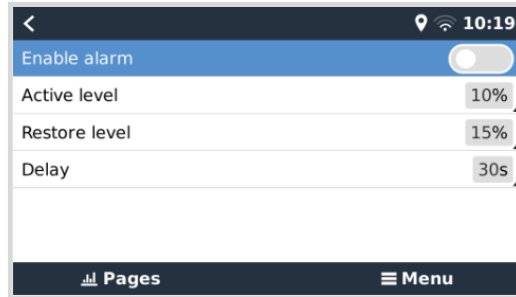 10:19
Enable alarm
Active level 10%
Restore level 15%
Delay 30s
Pages Menu